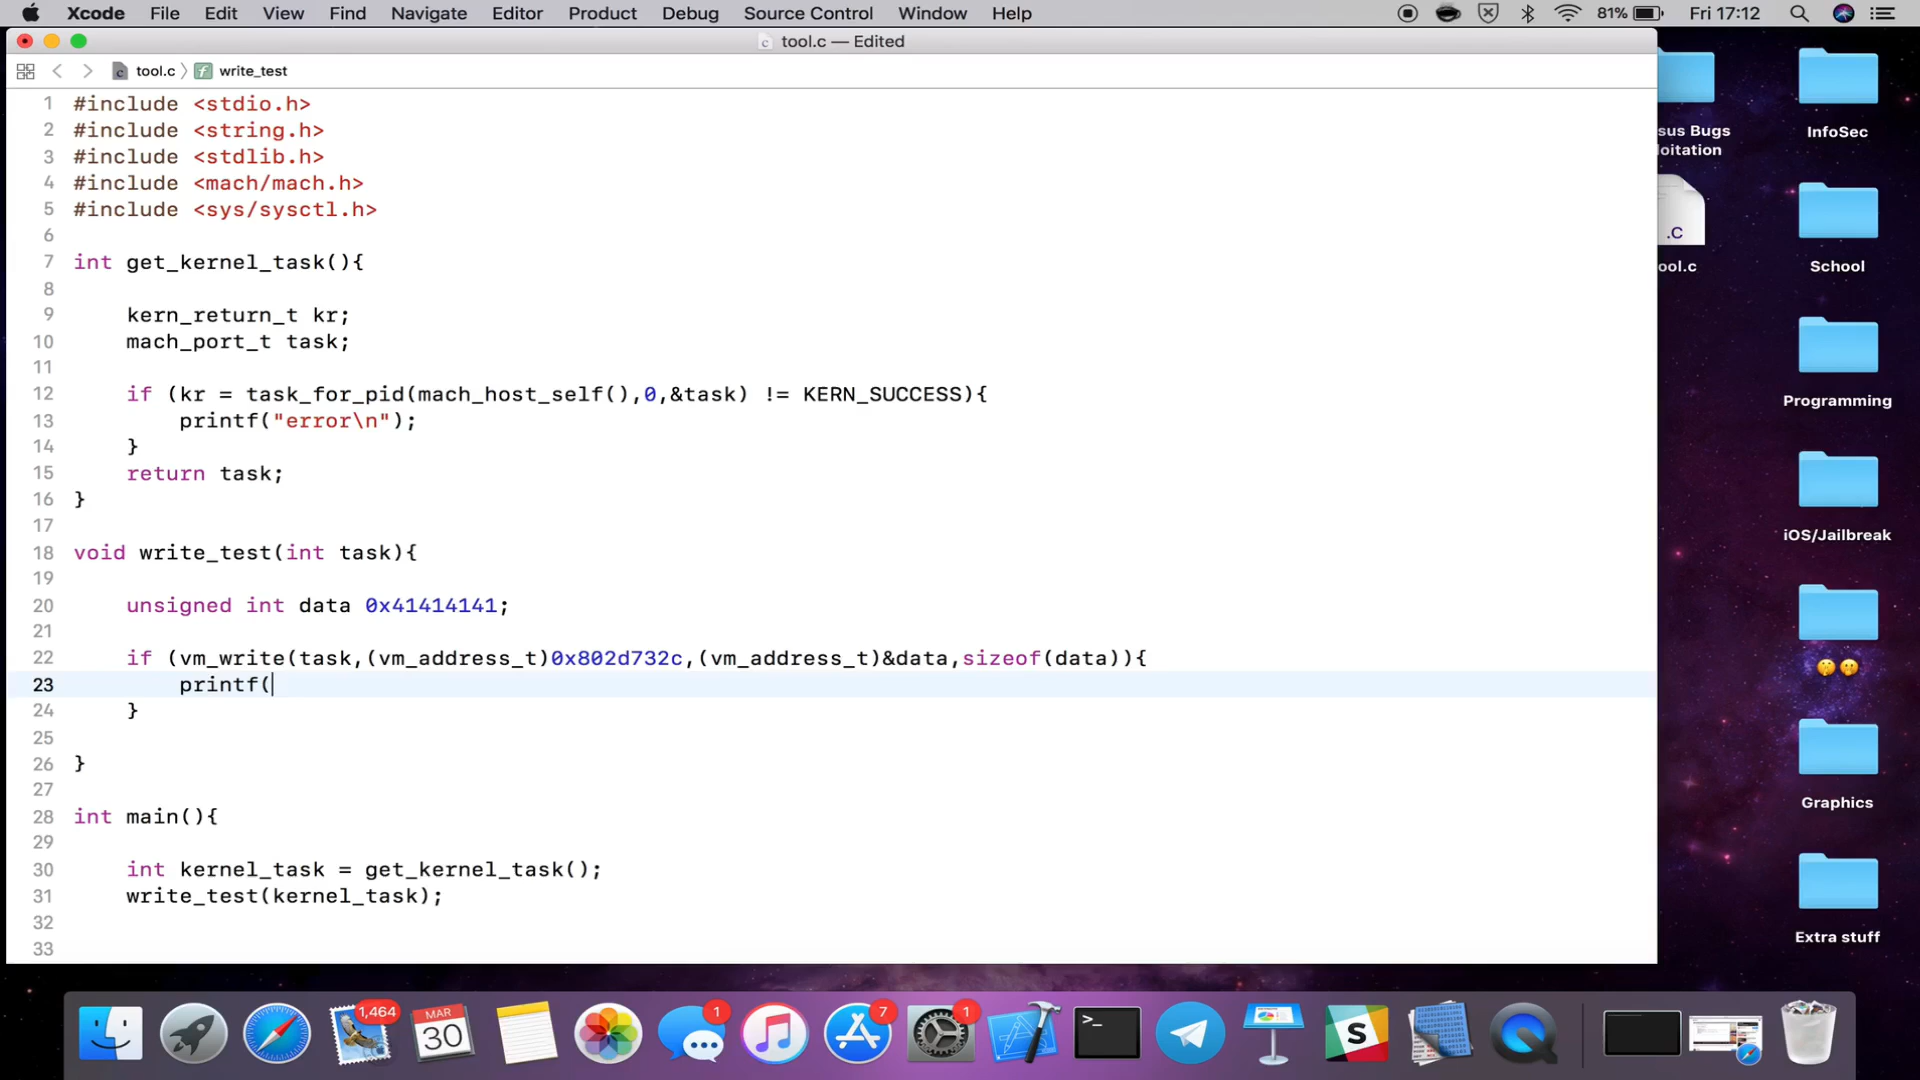 Xcode File Edit View Find Navigate Editor Product Debug Source Control Window Help 81% Fri 17:12
tool.c — Edited
tool.c write_test
1 #include <stdio.h>
2 #include <string.h>
3 #include <stdlib.h>
4 #include <mach/mach.h>
5 #include <sys/sysctl.h>
6
7 int get_kernel_task(){
8
9 kern_return_t kr;
10 mach_port_t task;
11
12 if (kr = task_for_pid(mach_host_self(),0,&task) != KERN_SUCCESS){
13 printf("error\n");
14 }
15 return task;
16 }
17
18 void write_test(int task){
19
20 unsigned int data 0x41414141;
21
22 if (vm_write(task,(vm_address_t)0x802d732c,(vm_address_t)&data,sizeof(data)){
23 printf(
24 }
25
26 }
27
28 int main(){
29
30 int kernel_task = get_kernel_task();
31 write_test(kernel_task);
32
33
sus Bugs
loitation
.C
ool.c
InfoSec
School
Programming
iOS/Jailbreak
Graphics
Extra stuff
1,464
MAR
30
1
7
1
>_
S